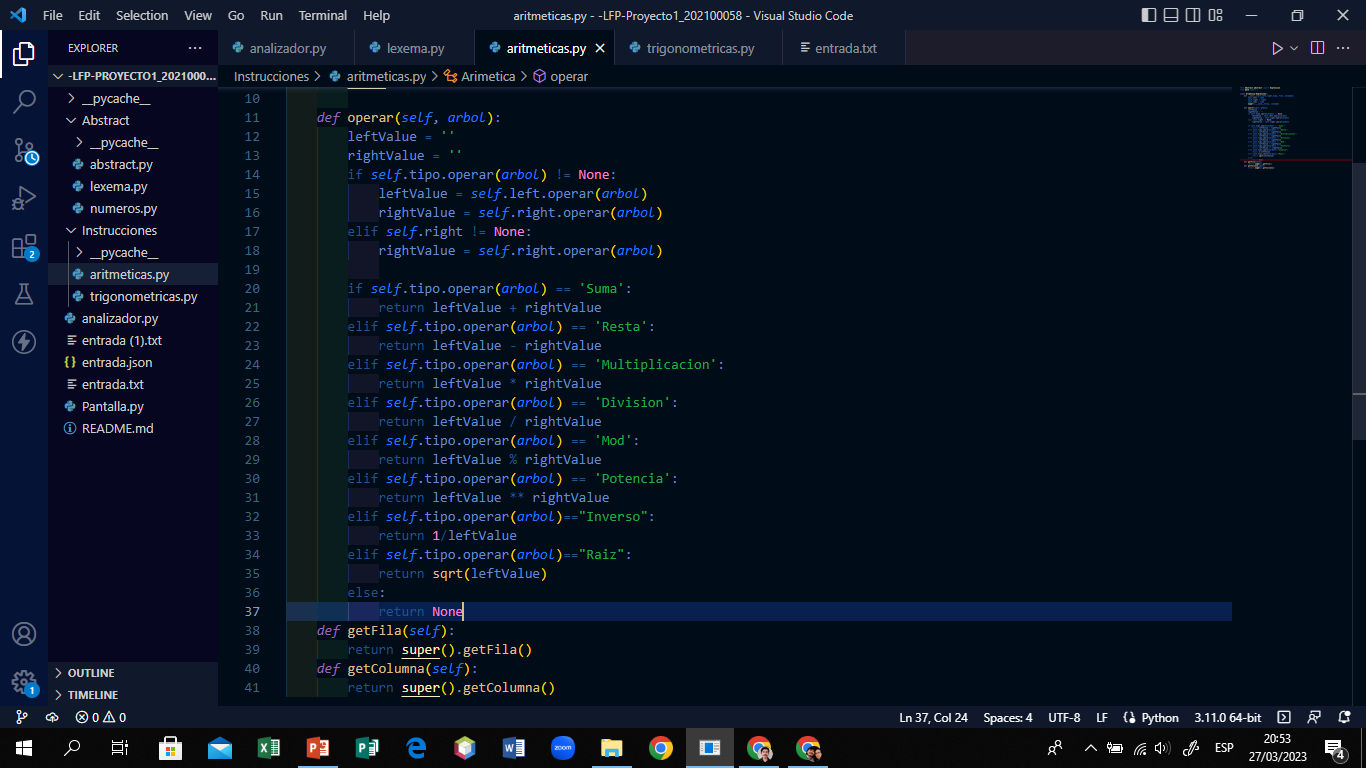 File Edit Selection View Go Run Terminal Help aritmeticas.py - -LFP-Proyecto1_202100058 - Visual Studio Code
EXPLORER
-LFP-PROYECTO1_2021000...
__pycache__
Abstract
__pycache__
abstract.py
lexema.py
numeros.py
Instrucciones
__pycache__
aritmeticas.py
trigonometricas.py
analizador.py
entrada (1).txt
{} entrada.json
entrada.txt
Pantalla.py
README.md
OUTLINE
TIMELINE
2
1
analizador.py lexema.py aritmeticas.py trigonometricas.py entrada.txt
Instrucciones > aritmeticas.py > Arimetica > operar
10
11 def operar(self, arbol):
12 leftValue = ''
13 rightValue = ''
14 if self.tipo.operar(arbol) != None:
15 leftValue = self.left.operar(arbol)
16 rightValue = self.right.operar(arbol)
17 elif self.right != None:
18 rightValue = self.right.operar(arbol)
19
20 if self.tipo.operar(arbol) == 'Suma':
21 return leftValue + rightValue
22 elif self.tipo.operar(arbol) == 'Resta':
23 return leftValue - rightValue
24 elif self.tipo.operar(arbol) == 'Multiplicacion':
25 return leftValue * rightValue
26 elif self.tipo.operar(arbol) == 'Division':
27 return leftValue / rightValue
28 elif self.tipo.operar(arbol) == 'Mod':
29 return leftValue % rightValue
30 elif self.tipo.operar(arbol) == 'Potencia':
31 return leftValue ** rightValue
32 elif self.tipo.operar(arbol)=="Inverso":
33 return 1/leftValue
34 elif self.tipo.operar(arbol)=="Raiz":
35 return sqrt(leftValue)
36 else:
37 return None
38 def getFila(self):
39 return super().getFila()
40 def getColumna(self):
41 return super().getColumna()
0 0 Ln 37, Col 24 Spaces: 4 UTF-8 LF Python 3.11.0 64-bit
zoom ESP 20:53
27/03/2023 4